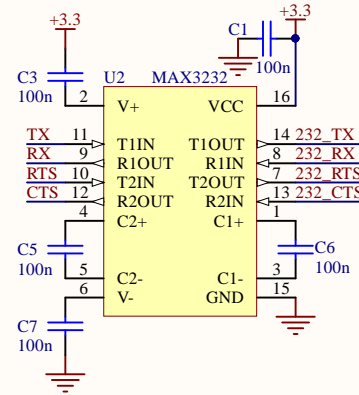 +3.3
+3.3
C1
100n
C3
100n
U2
MAX3232
2
V+
VCC
16
TX
11
T1IN
T1OUT
14
232_TX
RX
9
R1OUT
R1IN
8
232_RX
RTS
10
T2IN
T2OUT
7
232_RTS
CTS
12
R2OUT
R2IN
13
232_CTS
4
C2+
C1+
1
C5
100n
C6
100n
5
C2-
C1-
3
6
V-
GND
15
C7
100n